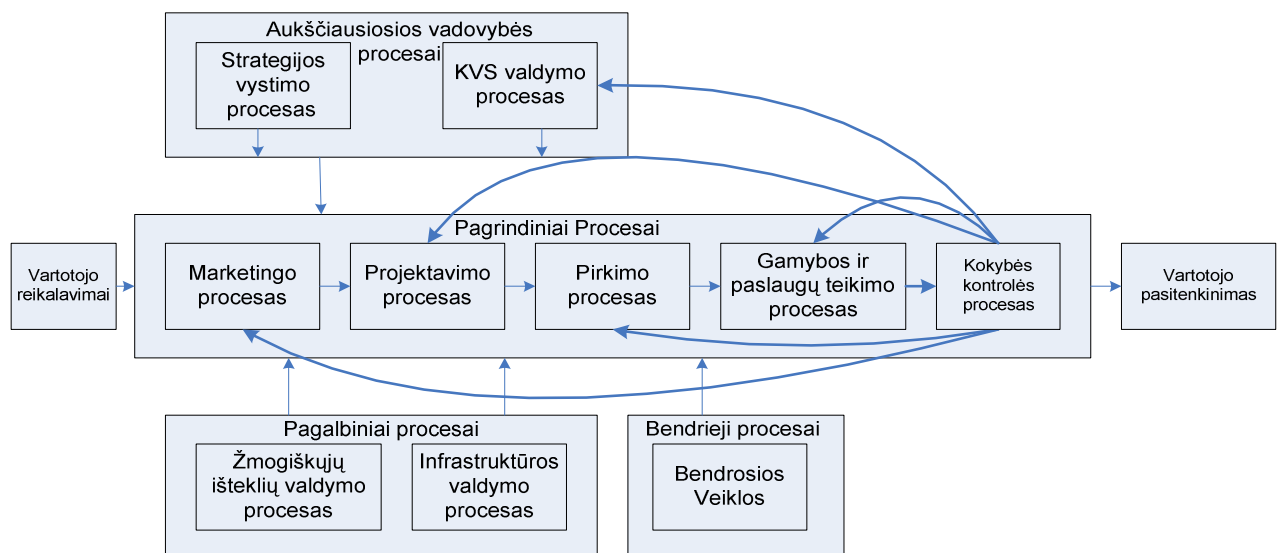 Aukščiausiosios vadovybės
procesai
Strategijos
vystimo
procesas
KVS valdymo
procesas
Pagrindiniai Procesai
Vartotojo
reikalavimai
Marketingo
procesas
Projektavimo
procesas
Pirkimo
procesas
Gamybos ir
paslaugų teikimo
procesas
Kokybės
kontrolės
procesas
Vartotojo
pasitenkinimas
Pagalbiniai procesai
Žmogiškųjų
išteklių valdymo
procesas
Infrastruktūros
valdymo
procesas
Bendrieji procesai
Bendrosios
Veiklos